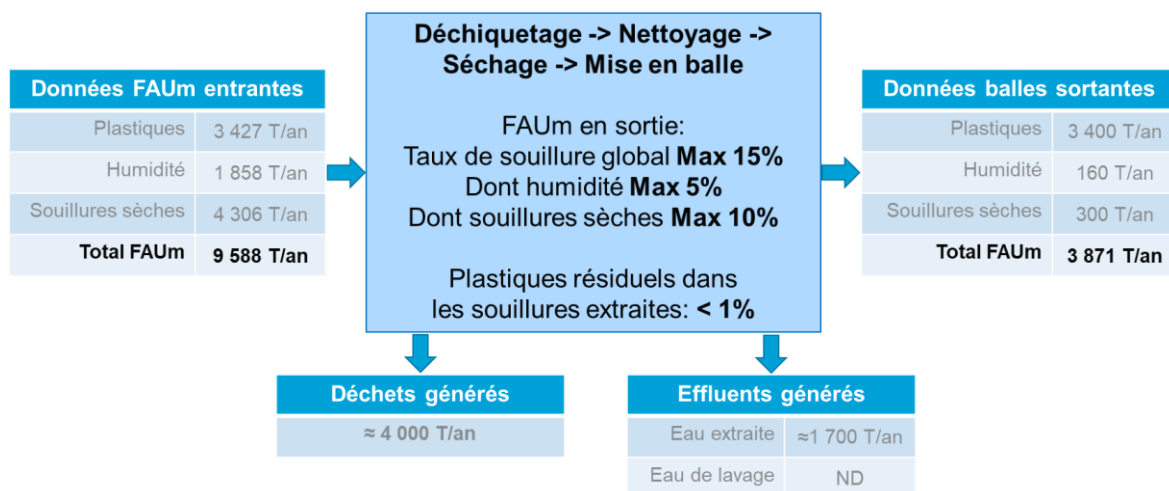 Déchiquetage -> Nettoyage ->
Séchage -> Mise en balle
FAUm en sortie:
Taux de souillure global Max 15%
Dont humidité Max 5%
Dont souillures sèches Max 10%
Plastiques résiduels dans
les souillures extraites: < 1%
Données FAUm entrantes
Plastiques 3 427 T/an
Humidité 1 858 T/an
Souillures sèches 4 306 T/an
Total FAUm 9 588 T/an
Données balles sortantes
Plastiques 3 400 T/an
Humidité 160 T/an
Souillures sèches 300 T/an
Total FAUm 3 871 T/an
Déchets générés
≈ 4 000 T/an
Effluents générés
Eau extraite ≈1 700 T/an
Eau de lavage ND